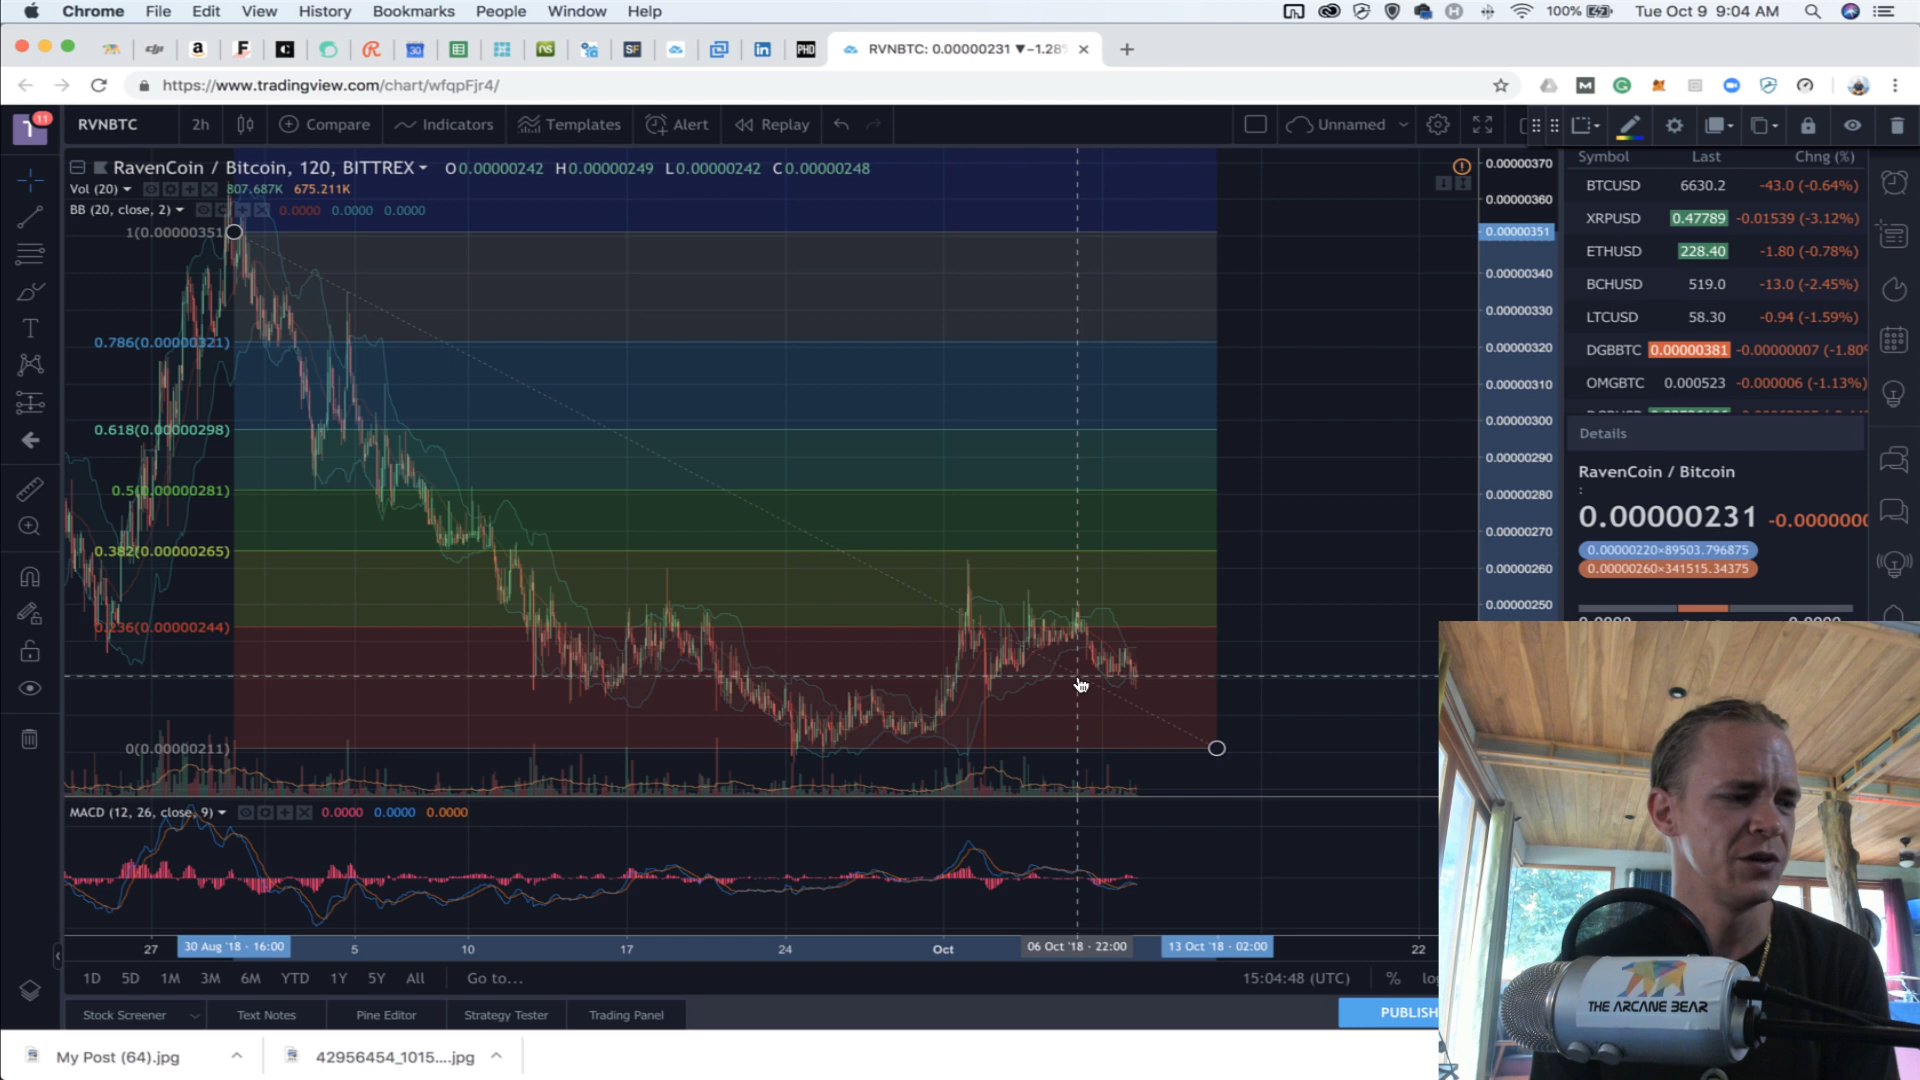 Chrome File Edit View History Bookmarks People Window Help 100% Tue Oct 9 9:04 AM
RVNBTC: 0.00000231 ▼−1.28%
https://www.tradingview.com/chart/wfqpFjr4/
RVNBTC 2h Compare Indicators Templates Alert Replay Unnamed
RavenCoin / Bitcoin, 120, BITTREX O0.00000242 H0.00000249 L0.00000242 C0.00000248
Vol (20) 807.687K 675.211K
BB (20, close, 2) 0.0000 0.0000 0.0000
1(0.00000351)
0.786(0.00000321)
0.618(0.00000298)
0.5(0.00000281)
0.382(0.00000265)
0.236(0.00000244)
0(0.00000211)
0.00000370
0.00000360
0.00000351
0.00000340
0.00000330
0.00000320
0.00000310
0.00000300
0.00000290
0.00000280
0.00000270
0.00000260
0.00000250
MACD (12, 26, close, 9) 0.0000 0.0000 0.0000
27 30 Aug '18 - 16:00 5 10 17 24 Oct 06 Oct '18 - 22:00 13 Oct '18 - 02:00 22
1D 5D 1M 3M 6M YTD 1Y 5Y All Go to... 15:04:48 (UTC) %
Stock Screener Text Notes Pine Editor Strategy Tester Trading Panel PUBLISH
My Post (64).jpg 42956454_1015....jpg
Symbol Last Chng (%)
BTCUSD 6630.2 -43.0 (-0.64%)
XRPUSD 0.47789 -0.01539 (-3.12%)
ETHUSD 228.40 -1.80 (-0.78%)
BCHUSD 519.0 -13.0 (-2.45%)
LTCUSD 58.30 -0.94 (-1.59%)
DGBBTC 0.00000381 -0.00000007 (-1.80%
OMGBTC 0.000523 -0.000006 (-1.13%)
Details
RavenCoin / Bitcoin
0.00000231 -0.0000000
0.00000220×89503.796875
0.00000260×341515.34375
THE ARCANE BEAR